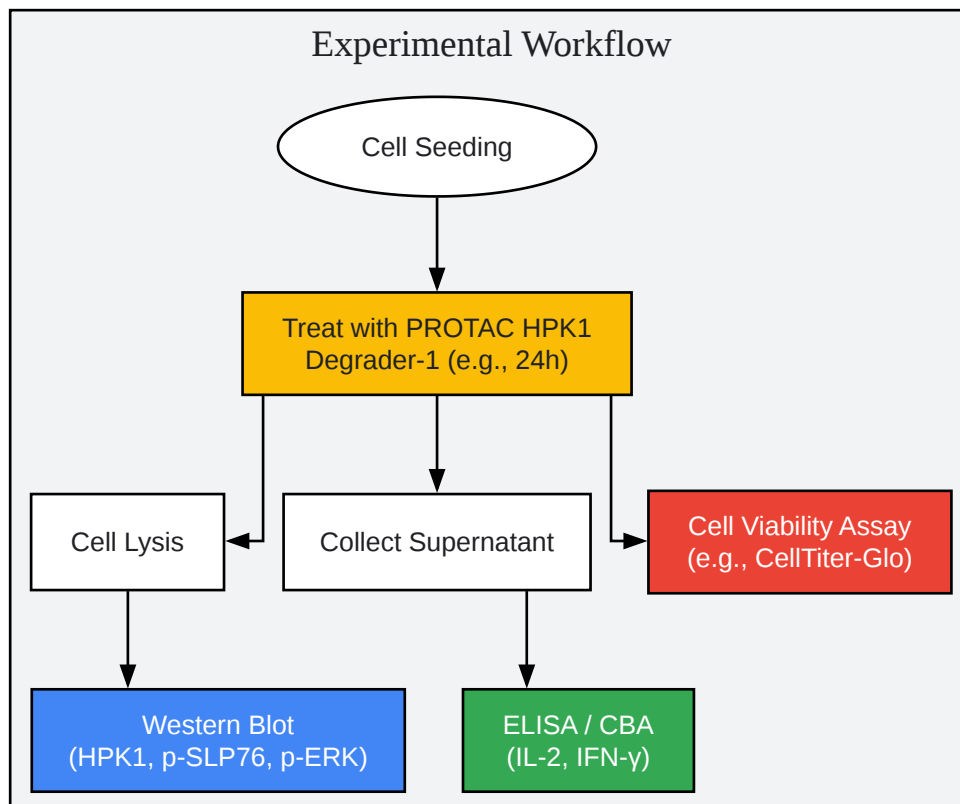 Experimental Workflow
Cell Seeding
Treat with PROTAC HPK1
Degrader-1 (e.g., 24h)
Cell Lysis
Collect Supernatant
Cell Viability Assay
(e.g., CellTiter-Glo)
Western Blot
(HPK1, p-SLP76, p-ERK)
ELISA / CBA
(IL-2, IFN-γ)